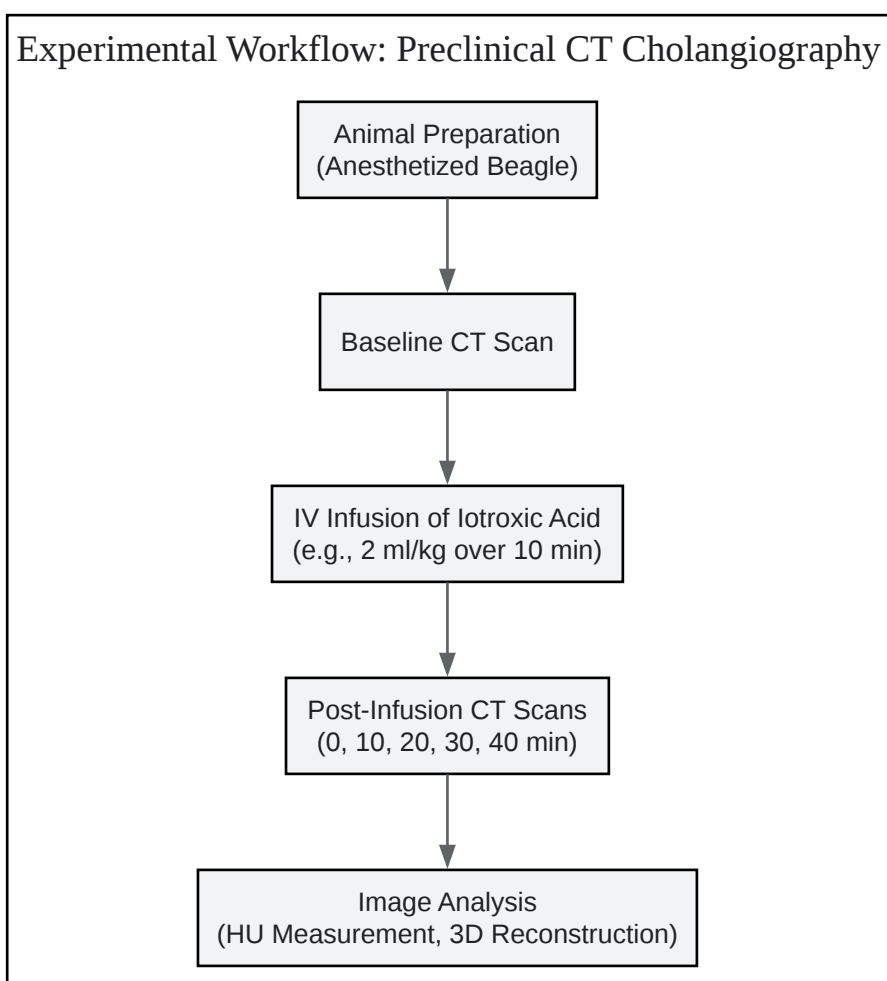 Experimental Workflow: Preclinical CT Cholangiography
Animal Preparation
(Anesthetized Beagle)
Baseline CT Scan
IV Infusion of Iotroxic Acid
(e.g., 2 ml/kg over 10 min)
Post-Infusion CT Scans
(0, 10, 20, 30, 40 min)
Image Analysis
(HU Measurement, 3D Reconstruction)